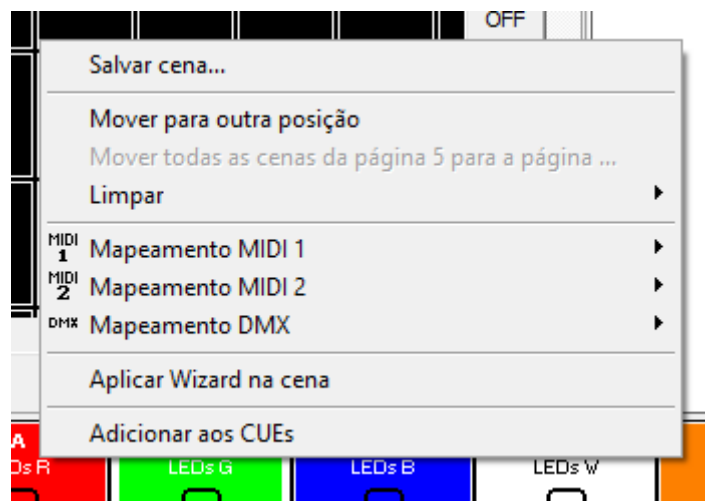 OFF
Salvar cena...
Mover para outra posição
Mover todas as cenas da página 5 para a página ...
Limpar
MIDI 1 Mapeamento MIDI 1
MIDI 2 Mapeamento MIDI 2
DMX Mapeamento DMX
Aplicar Wizard na cena
Adicionar aos CUEs
A
Ds R LEDs G LEDs B LEDs W